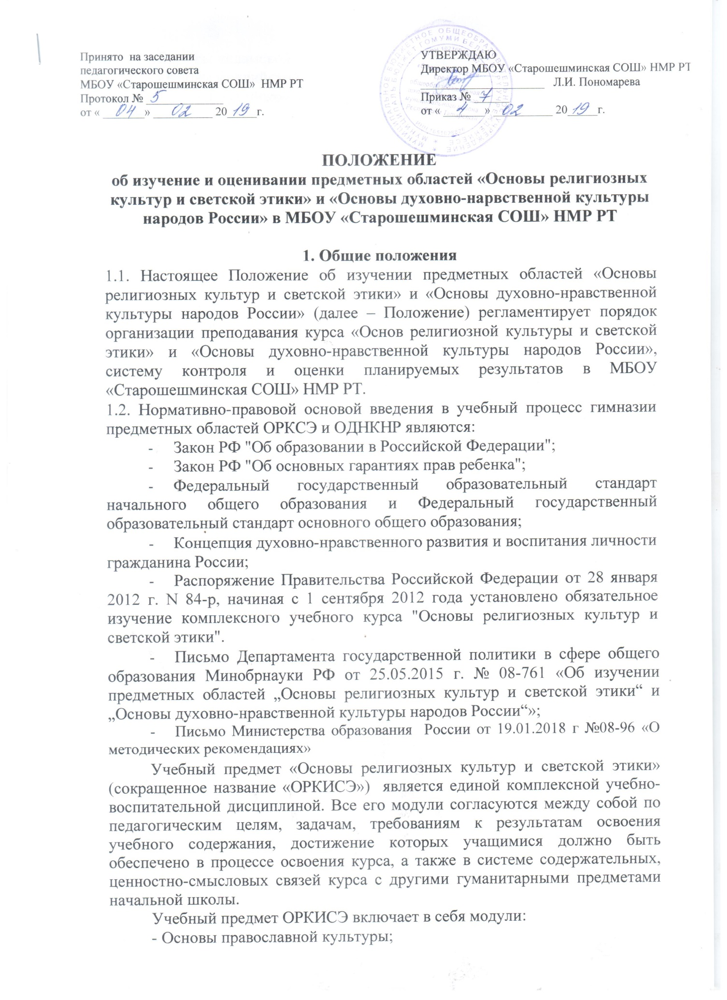 Принято на заседании
педагогического совета
МБОУ «Старошешминская СОШ» НМР РТ
Протокол № 5
от « 04 » 02 2019г.
УТВЕРЖДАЮ
Директор МБОУ «Старошешминская СОШ» НМР РТ
Л.И. Пономарева
Приказ № 7
от « 4 » 02 2019г.
МУНИЦИПАЛЬНОЕ БЮДЖЕТНОЕ ОБЩЕОБРАЗОВАТЕЛЬНОЕ УЧРЕЖДЕНИЕ
ПОЛОЖЕНИЕ
об изучение и оценивании предметных областей «Основы религиозных
культур и светской этики» и «Основы духовно-нарвственной культуры
народов России» в МБОУ «Старошешминская СОШ» НМР РТ
1. Общие положения
1.1. Настоящее Положение об изучении предметных областей «Основы
религиозных культур и светской этики» и «Основы духовно-нравственной
культуры народов России» (далее – Положение) регламентирует порядок
организации преподавания курса «Основ религиозной культуры и светской
этики» и «Основы духовно-нравственной культуры народов России»,
систему контроля и оценки планируемых результатов в МБОУ
«Старошешминская СОШ» НМР РТ.
1.2. Нормативно-правовой основой введения в учебный процесс гимназии
предметных областей ОРКСЭ и ОДНКНР являются:
- Закон РФ "Об образовании в Российской Федерации";
- Закон РФ "Об основных гарантиях прав ребенка";
- Федеральный государственный образовательный стандарт
начального общего образования и Федеральный государственный
образовательный стандарт основного общего образования;
- Концепция духовно-нравственного развития и воспитания личности
гражданина России;
- Распоряжение Правительства Российской Федерации от 28 января
2012 г. N 84-р, начиная с 1 сентября 2012 года установлено обязательное
изучение комплексного учебного курса "Основы религиозных культур и
светской этики".
- Письмо Департамента государственной политики в сфере общего
образования Минобрнауки РФ от 25.05.2015 г. № 08-761 «Об изучении
предметных областей „Основы религиозных культур и светской этики“ и
„Основы духовно-нравственной культуры народов России“»;
- Письмо Министерства образования России от 19.01.2018 г №08-96 «О
методических рекомендациях»
Учебный предмет «Основы религиозных культур и светской этики»
(сокращенное название «ОРКИСЭ») является единой комплексной учебно-
воспитательной дисциплиной. Все его модули согласуются между собой по
педагогическим целям, задачам, требованиям к результатам освоения
учебного содержания, достижение которых учащимися должно быть
обеспечено в процессе освоения курса, а также в системе содержательных,
ценностно-смысловых связей курса с другими гуманитарными предметами
начальной школы.
Учебный предмет ОРКИСЭ включает в себя модули:
- Основы православной культуры;